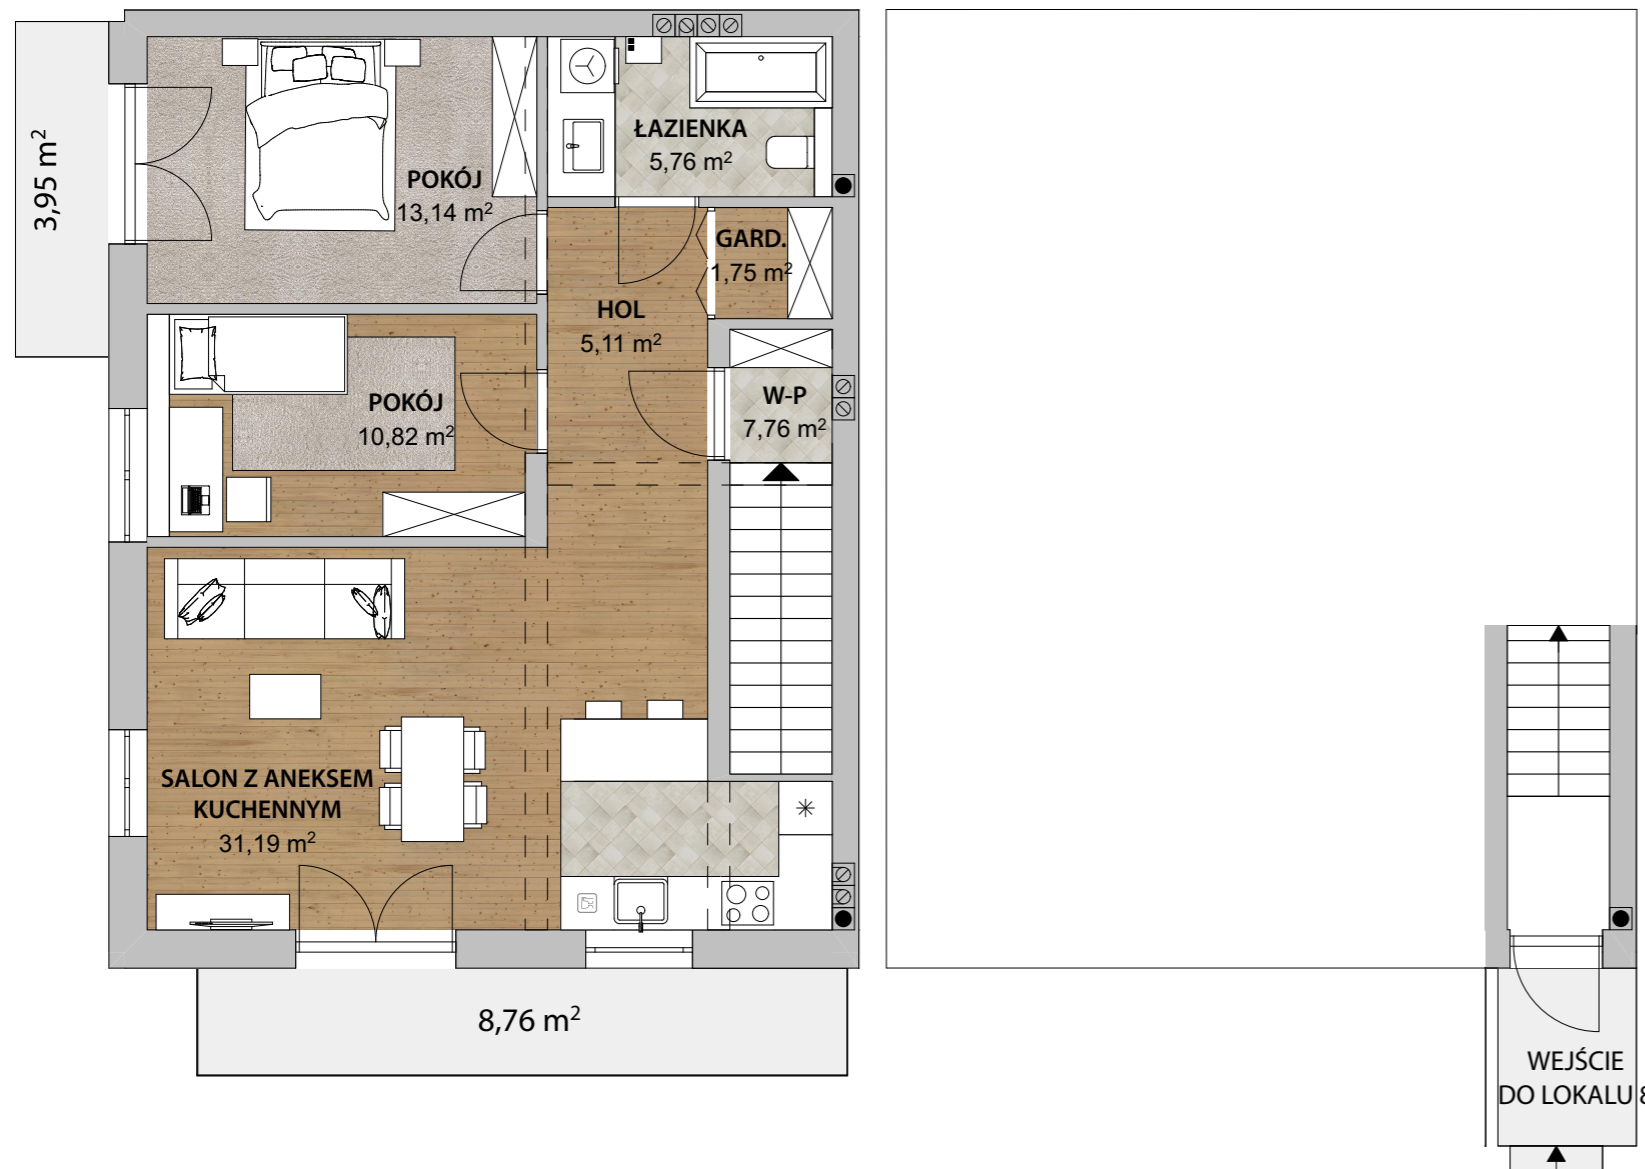 3,95 m²
POKÓJ
13,14 m²
ŁAZIENKA
5,76 m²
GARD.
1,75 m²
HOL
5,11 m²
POKÓJ
10,82 m²
W-P
7,76 m²
SALON Z ANEKSEM
KUCHENNYM
31,19 m²
8,76 m²
WEJŚCIE
DO LOKALU 8